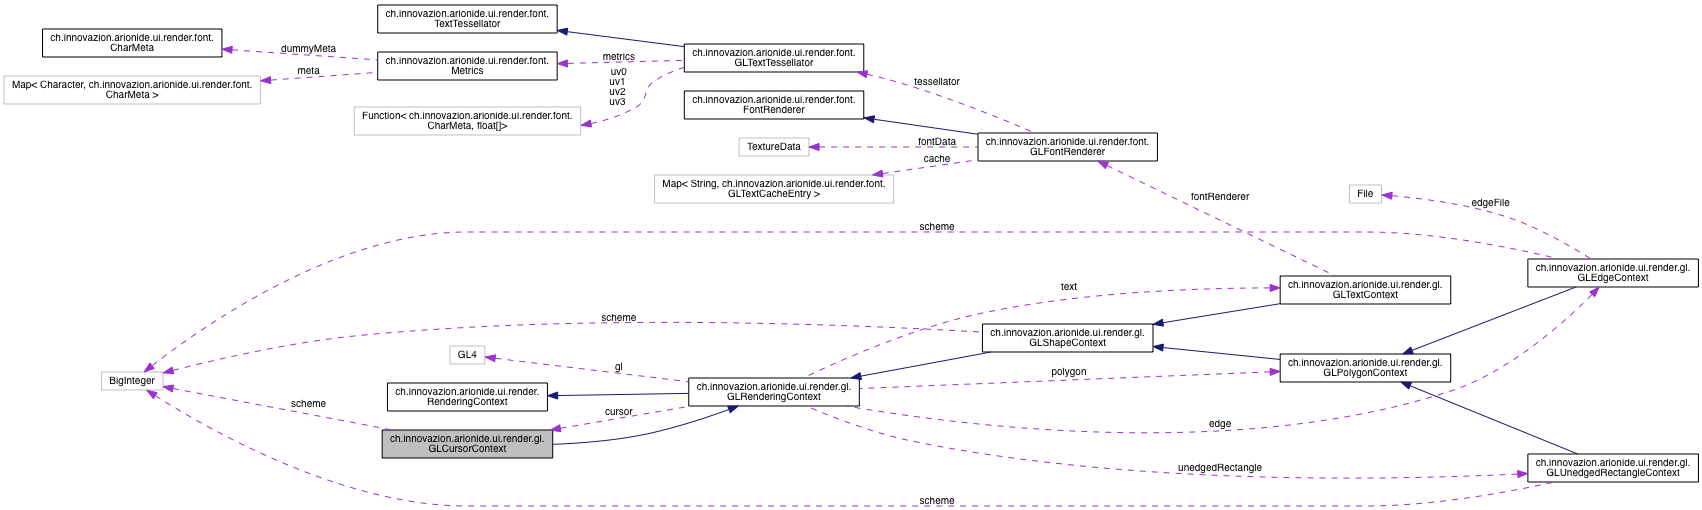 ch.innovazion.arionide.ui.render.font.
TextTessellator
ch.innovazion.arionide.ui.render.font.
CharMeta
dummyMeta
ch.innovazion.arionide.ui.render.font.
Metrics
metrics
ch.innovazion.arionide.ui.render.font.
GLTextTessellator
meta
Map< Character, ch.innovazion.arionide.ui.render.font.
CharMeta >
uv0
uv1
uv2
uv3
tessellator
ch.innovazion.arionide.ui.render.font.
FontRenderer
Function< ch.innovazion.arionide.ui.render.font.
CharMeta, float[]>
TextureData
fontData
cache
ch.innovazion.arionide.ui.render.font.
GLFontRenderer
Map< String, ch.innovazion.arionide.ui.render.font.
GLTextCacheEntry >
fontRenderer
File
edgeFile
scheme
ch.innovazion.arionide.ui.render.gl.
GLEdgeContext
text
ch.innovazion.arionide.ui.render.gl.
GLTextContext
scheme
ch.innovazion.arionide.ui.render.gl.
GLShapeContext
GL4
gl
polygon
ch.innovazion.arionide.ui.render.gl.
GLPolygonContext
BigInteger
ch.innovazion.arionide.ui.render.
RenderingContext
ch.innovazion.arionide.ui.render.gl.
GLRenderingContext
scheme
cursor
edge
ch.innovazion.arionide.ui.render.gl.
GLCursorContext
unedgedRectangle
ch.innovazion.arionide.ui.render.gl.
GLUnedgedRectangleContext
scheme